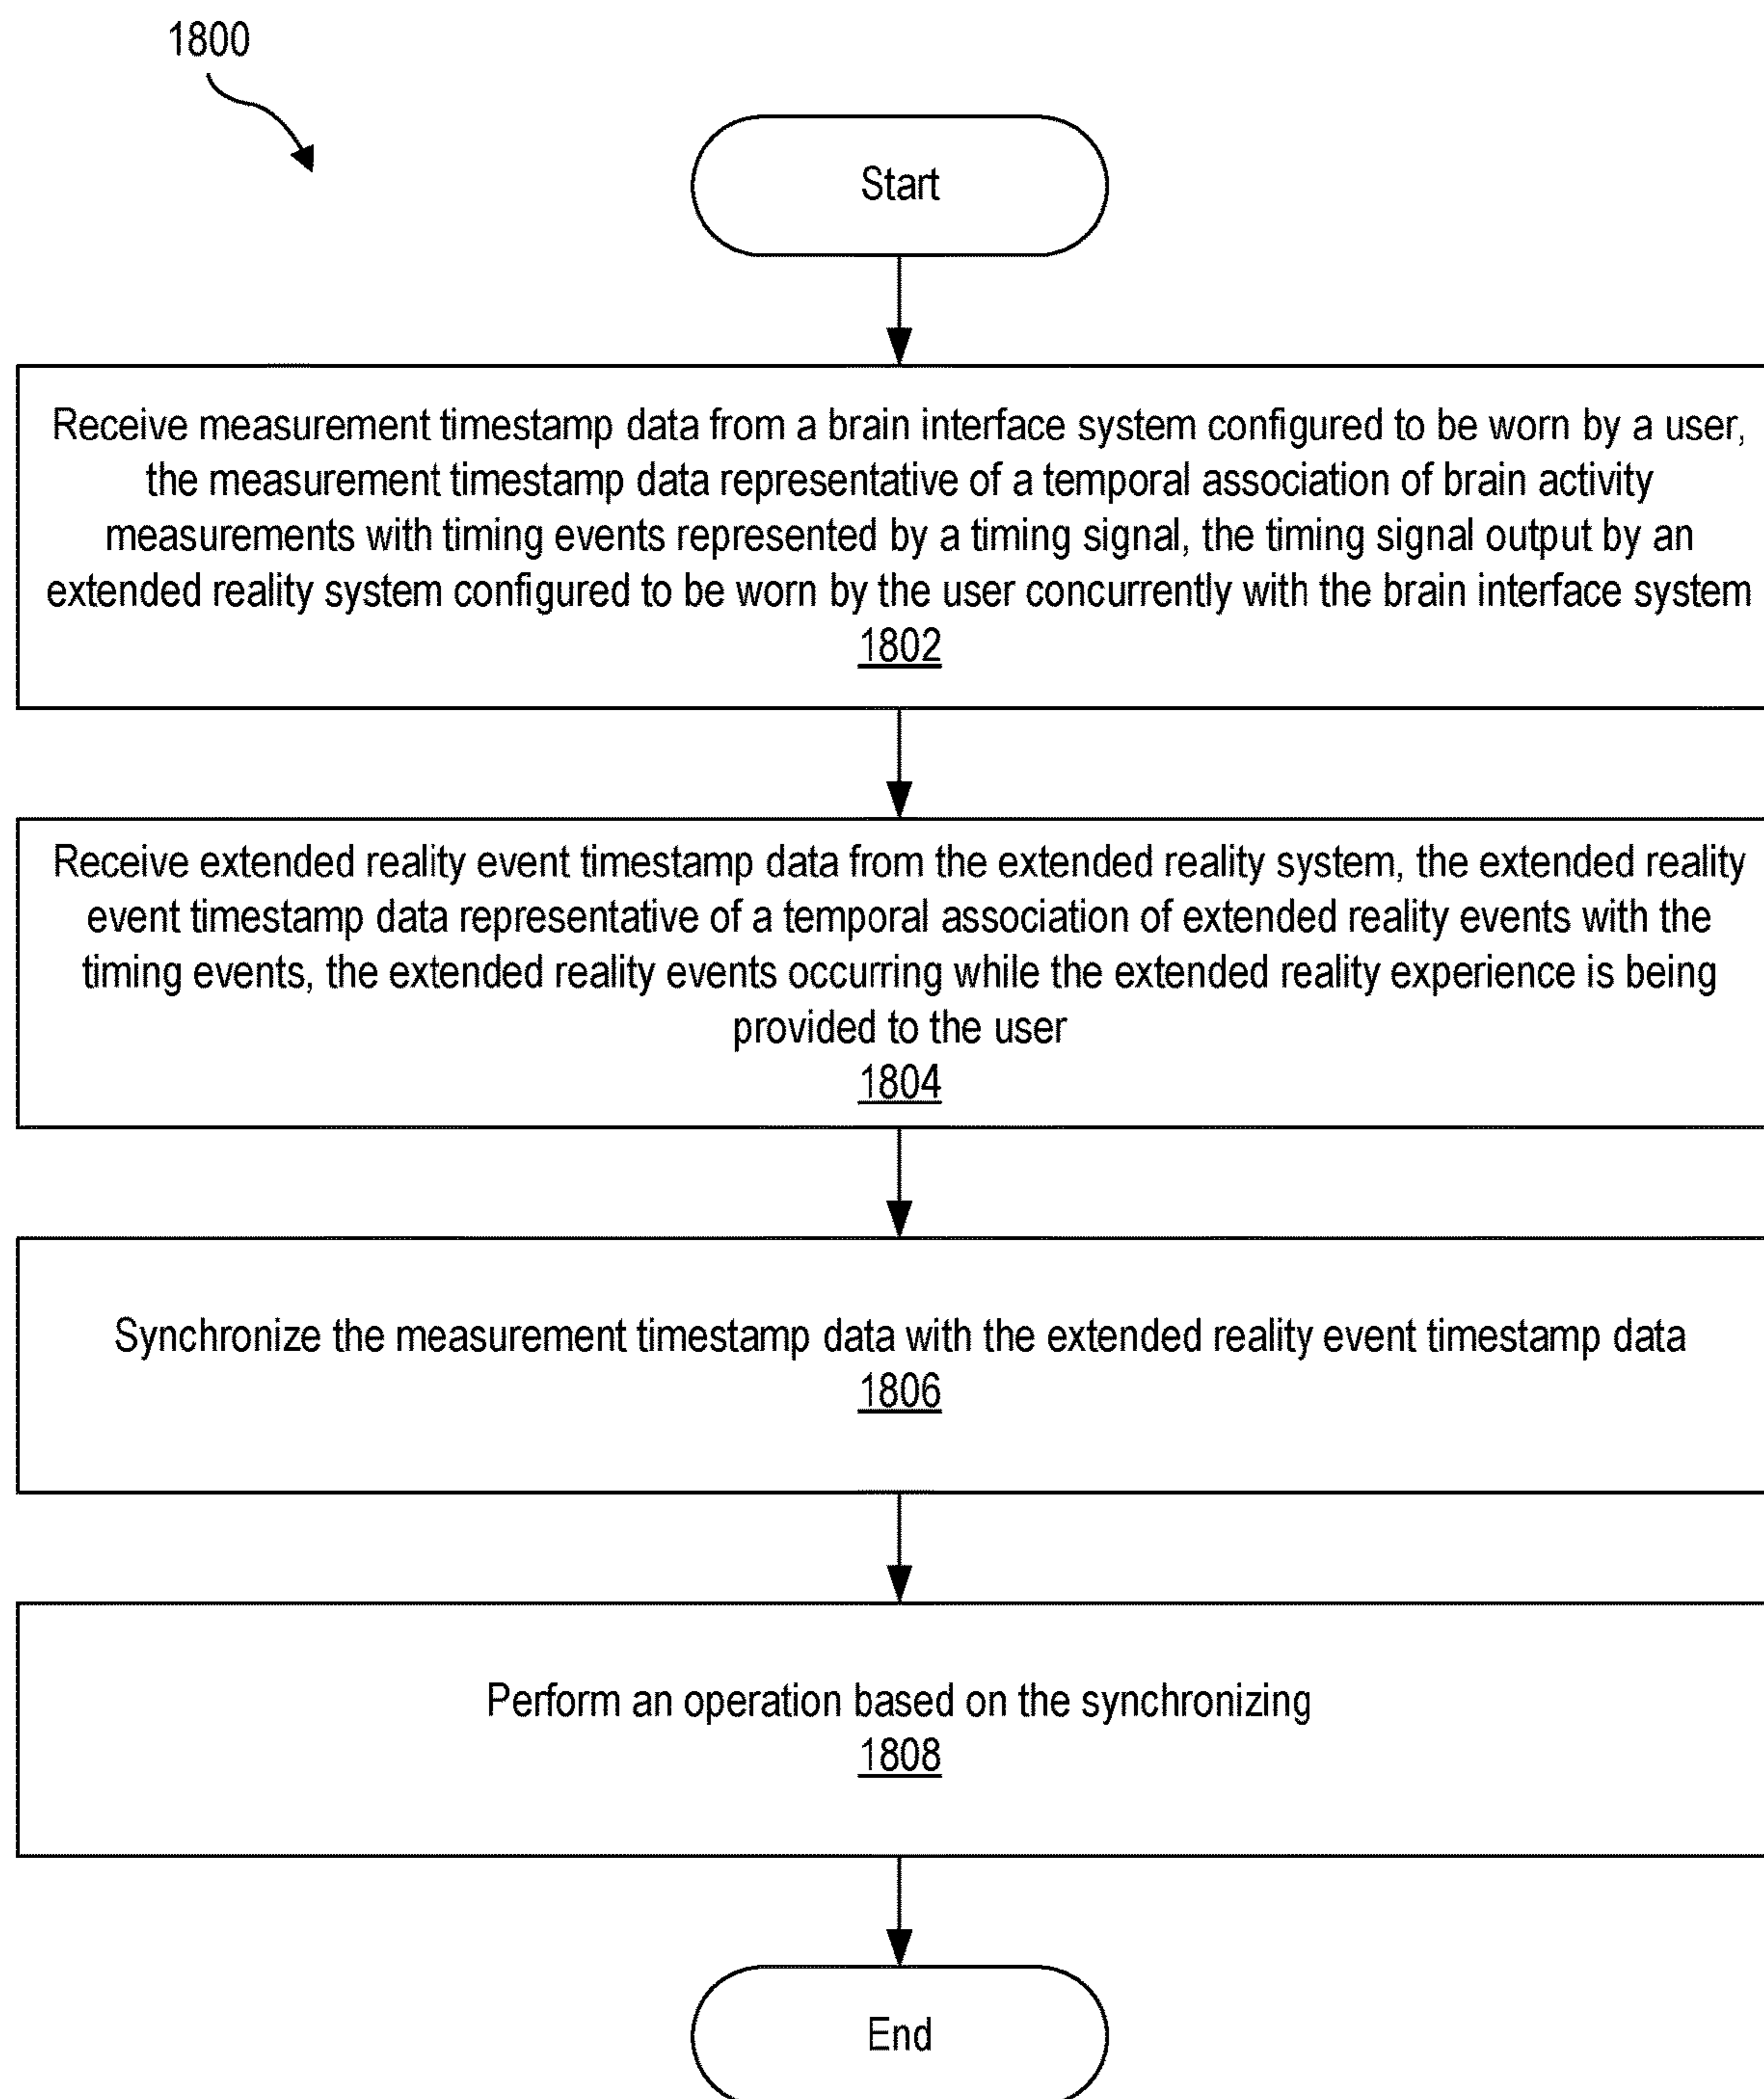 1800
Start
Receive measurement timestamp data from a brain interface system configured to be worn by a user,
the measurement timestamp data representative of a temporal association of brain activity
measurements with timing events represented by a timing signal, the timing signal output by an
extended reality system configured to be worn by the user concurrently with the brain interface system
1802
Receive extended reality event timestamp data from the extended reality system, the extended reality
event timestamp data representative of a temporal association of extended reality events with the
timing events, the extended reality events occurring while the extended reality experience is being
provided to the user
1804
Synchronize the measurement timestamp data with the extended reality event timestamp data
1806
Perform an operation based on the synchronizing
1808
End